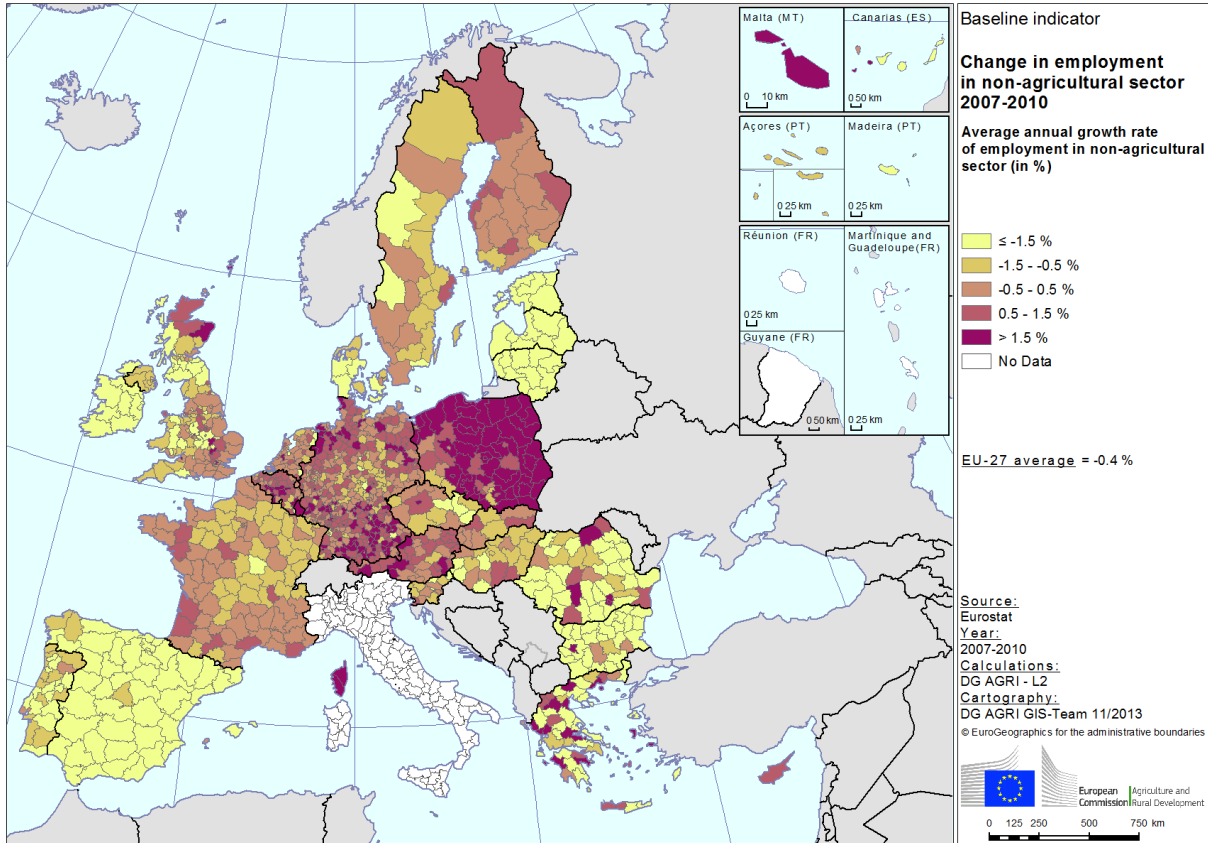 Malta (MT)
0 10 km
Canarias (ES)
0 50 km
Açores (PT)
0 25 km
Madeira (PT)
0 25 km
Réunion (FR)
0 25 km
Martinique and
Guadeloupe(FR)
0 25 km
Guyane (FR)
0 50 km
Baseline indicator
Change in employment
in non-agricultural sector
2007-2010
Average annual growth rate
of employment in non-agricultural
sector (in %)
≤ -1.5 %
-1.5 - -0.5 %
-0.5 - 0.5 %
0.5 - 1.5 %
> 1.5 %
No Data
EU-27 average = -0.4 %
Source:
Eurostat
Year:
2007-2010
Calculations:
DG AGRI - L2
Cartography:
DG AGRI GIS-Team 11/2013
© EuroGeographics for the administrative boundaries
European
Commission
Agriculture and
Rural Development
0 125 250 500 750 km